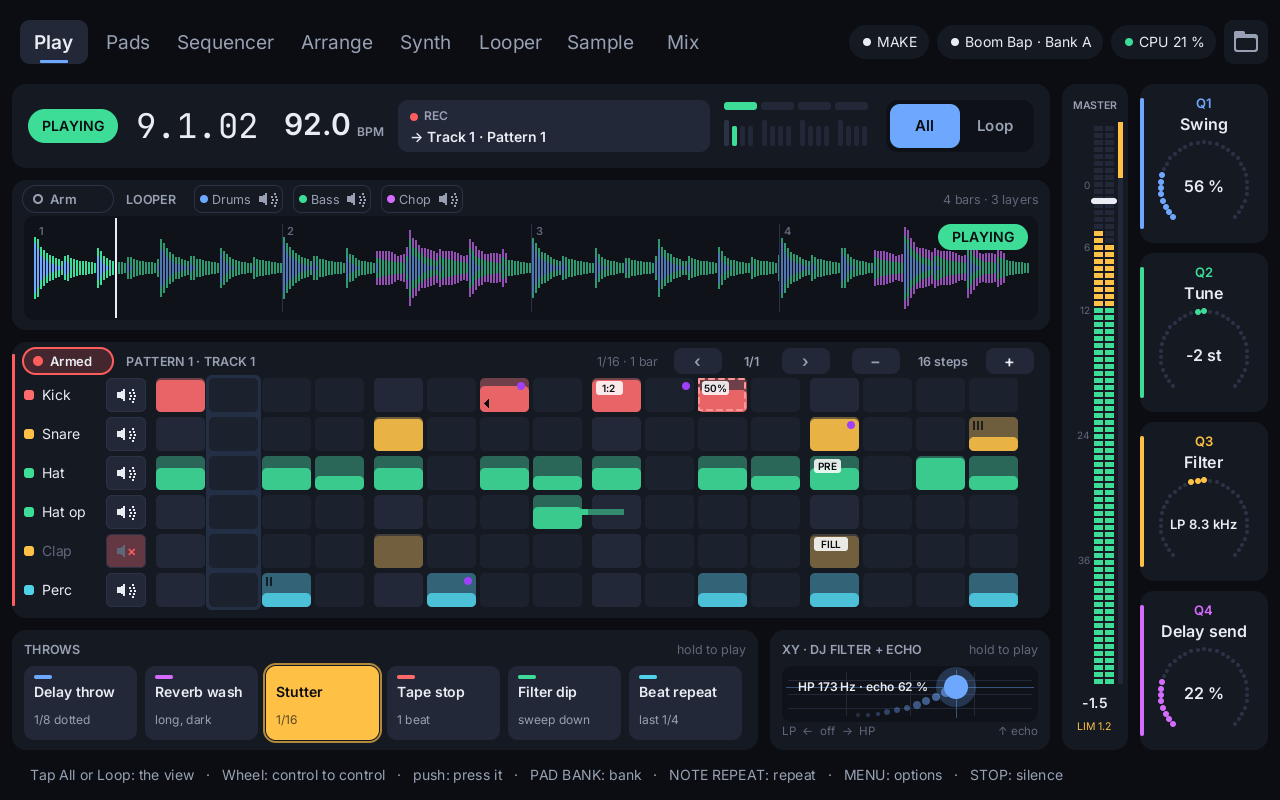 Play Pads Sequencer Arrange Synth Looper Sample Mix MAKE Boom Bap · Bank A CPU 21 %
PLAYING 9.1.02 92.0 BPM
REC
→ Track 1 · Pattern 1
All Loop
Arm LOOPER Drums Bass Chop 4 bars · 3 layers
1 2 3 4
PLAYING
Armed PATTERN 1 · TRACK 1 1/16 · 1 bar ‹ 1/1 › − 16 steps +
Kick 1:2 50%
Snare
Hat PRE
Hat op
Clap FILL
Perc
THROWS hold to play
Delay throw
1/8 dotted
Reverb wash
long, dark
Stutter
1/16
Tape stop
1 beat
Filter dip
sweep down
Beat repeat
last 1/4
XY · DJ FILTER + ECHO hold to play
HP 173 Hz · echo 62 %
LP ← off → HP ↑ echo
MASTER
0
6
12
24
36
-1.5
LIM 1.2
Q1
Swing
56 %
Q2
Tune
-2 st
Q3
Filter
LP 8.3 kHz
Q4
Delay send
22 %
Tap All or Loop: the view · Wheel: control to control · push: press it · PAD BANK: bank · NOTE REPEAT: repeat · MENU: options · STOP: silence